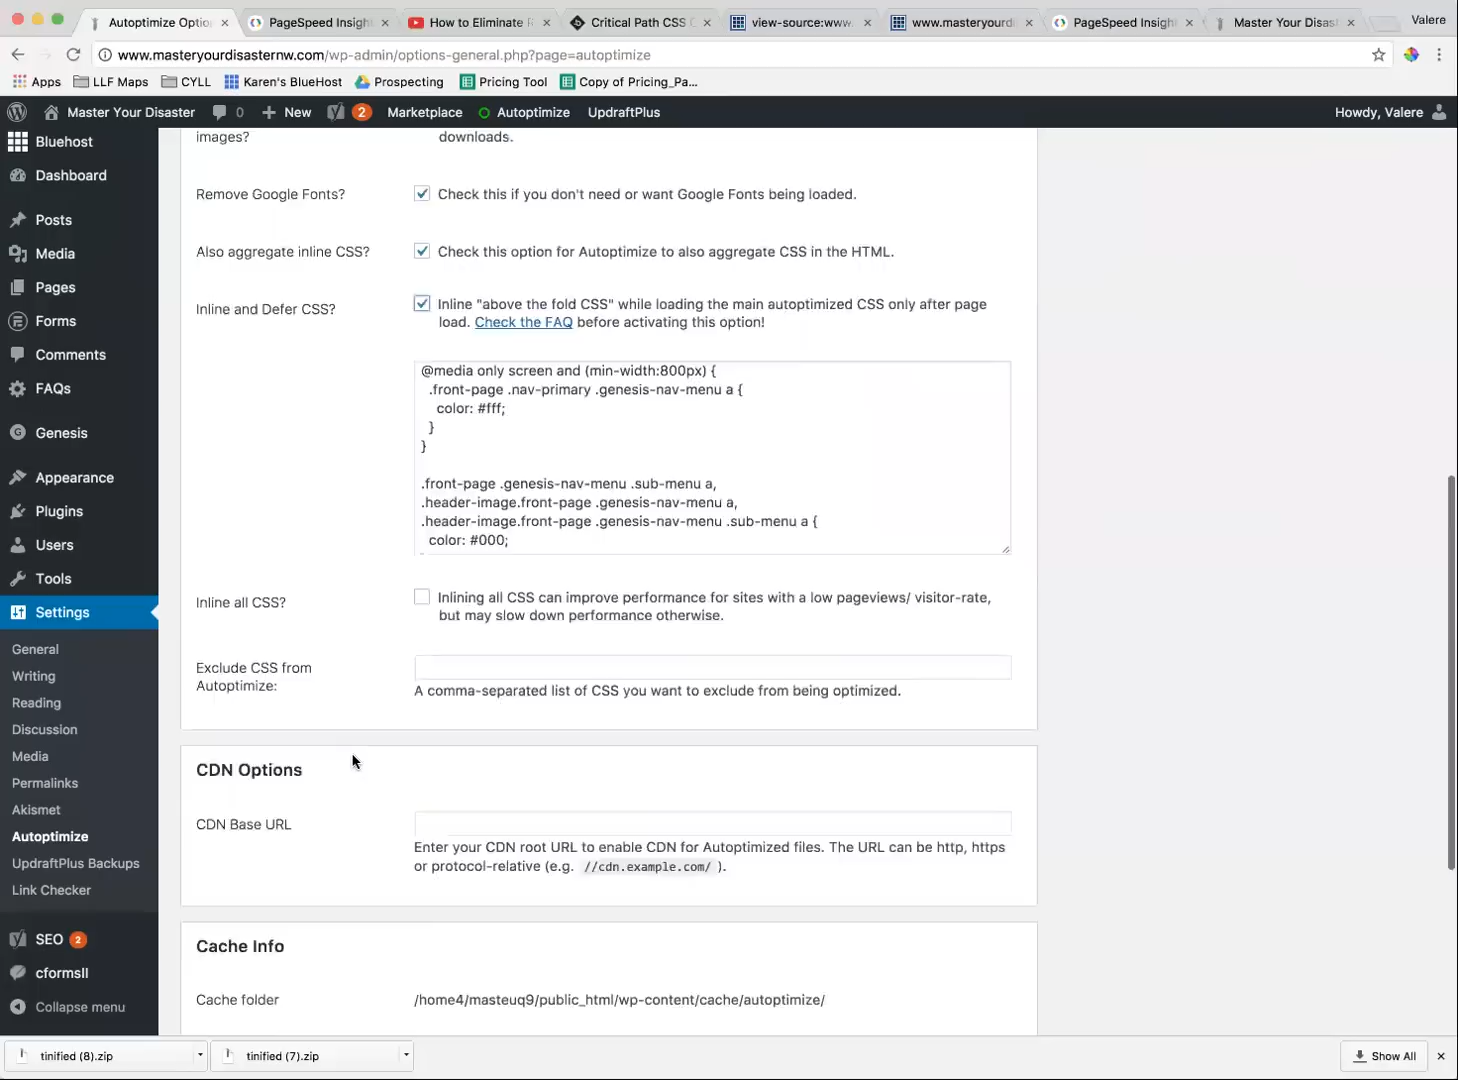 Autoptimize Optio
PageSpeed Insigh
How to Eliminate R
Critical Path CSS G
view-source:www.
www.masteryourdi
PageSpeed Insigh
Master Your Disas
Valere
www.masteryourdisasternw.com/wp-admin/options-general.php?page=autoptimize
Apps
LLF Maps
CYLL
Karen's BlueHost
Prospecting
Pricing Tool
Copy of Pricing_Pa...
Master Your Disaster
0
New
2
Marketplace
Autoptimize
UpdraftPlus
Howdy, Valere
Bluehost
Dashboard
Posts
Media
Pages
Forms
Comments
FAQs
Genesis
Appearance
Plugins
Users
Tools
Settings
General
Writing
Reading
Discussion
Media
Permalinks
Akismet
Autoptimize
UpdraftPlus Backups
Link Checker
SEO 2
cformsII
Collapse menu
images?
downloads.
Remove Google Fonts?
Check this if you don't need or want Google Fonts being loaded.
Also aggregate inline CSS?
Check this option for Autoptimize to also aggregate CSS in the HTML.
Inline and Defer CSS?
Inline "above the fold CSS" while loading the main autoptimized CSS only after page
load. Check the FAQ before activating this option!
@media only screen and (min-width:800px) {
.front-page .nav-primary .genesis-nav-menu a {
color: #fff;
}
}
.front-page .genesis-nav-menu .sub-menu a,
.header-image.front-page .genesis-nav-menu a,
.header-image.front-page .genesis-nav-menu .sub-menu a {
color: #000;
Inline all CSS?
Inlining all CSS can improve performance for sites with a low pageviews/ visitor-rate,
but may slow down performance otherwise.
Exclude CSS from
Autoptimize:
A comma-separated list of CSS you want to exclude from being optimized.
CDN Options
CDN Base URL
Enter your CDN root URL to enable CDN for Autoptimized files. The URL can be http, https
or protocol-relative (e.g. //cdn.example.com/ ).
Cache Info
Cache folder
/home4/masteuq9/public_html/wp-content/cache/autoptimize/
tinified (8).zip
tinified (7).zip
Show All